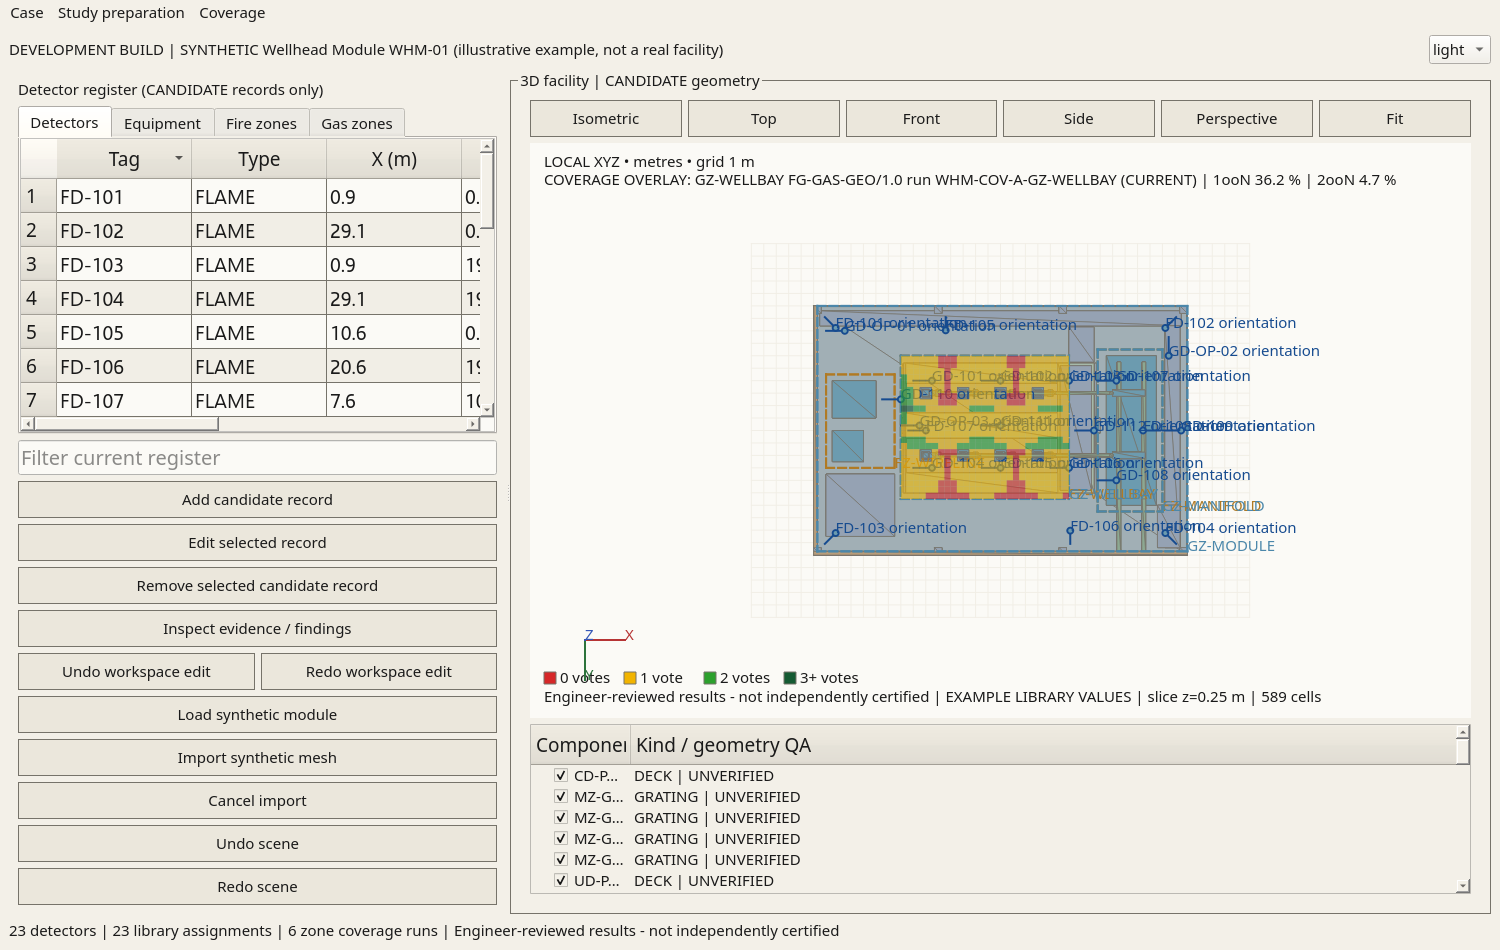 Case Study preparation Coverage
DEVELOPMENT BUILD | SYNTHETIC Wellhead Module WHM-01 (illustrative example, not a real facility)
light
Detector register (CANDIDATE records only)
Detectors Equipment Fire zones Gas zones
Tag Type X (m)
1 FD-101 FLAME 0.9 0.
2 FD-102 FLAME 29.1 0.
3 FD-103 FLAME 0.9 19
4 FD-104 FLAME 29.1 19
5 FD-105 FLAME 10.6 0.
6 FD-106 FLAME 20.6 19
7 FD-107 FLAME 7.6 10
Filter current register
Add candidate record
Edit selected record
Remove selected candidate record
Inspect evidence / findings
Undo workspace edit Redo workspace edit
Load synthetic module
Import synthetic mesh
Cancel import
Undo scene
Redo scene
3D facility | CANDIDATE geometry
Isometric Top Front Side Perspective Fit
LOCAL XYZ • metres • grid 1 m
COVERAGE OVERLAY: GZ-WELLBAY FG-GAS-GEO/1.0 run WHM-COV-A-GZ-WELLBAY (CURRENT) | 1ooN 36.2 % | 2ooN 4.7 %
FD-102 orientation
GD-OP-02 orientation
GD-108 orientation
FD-103 orientation
FD-106 orientation
FD-104 orientation
GZ-WELLBAY
GZ-MODULE
Z X
Y
0 votes 1 vote 2 votes 3+ votes
Engineer-reviewed results - not independently certified | EXAMPLE LIBRARY VALUES | slice z=0.25 m | 589 cells
Componer Kind / geometry QA
CD-P... DECK | UNVERIFIED
MZ-G... GRATING | UNVERIFIED
MZ-G... GRATING | UNVERIFIED
MZ-G... GRATING | UNVERIFIED
MZ-G... GRATING | UNVERIFIED
UD-P... DECK | UNVERIFIED
23 detectors | 23 library assignments | 6 zone coverage runs | Engineer-reviewed results - not independently certified